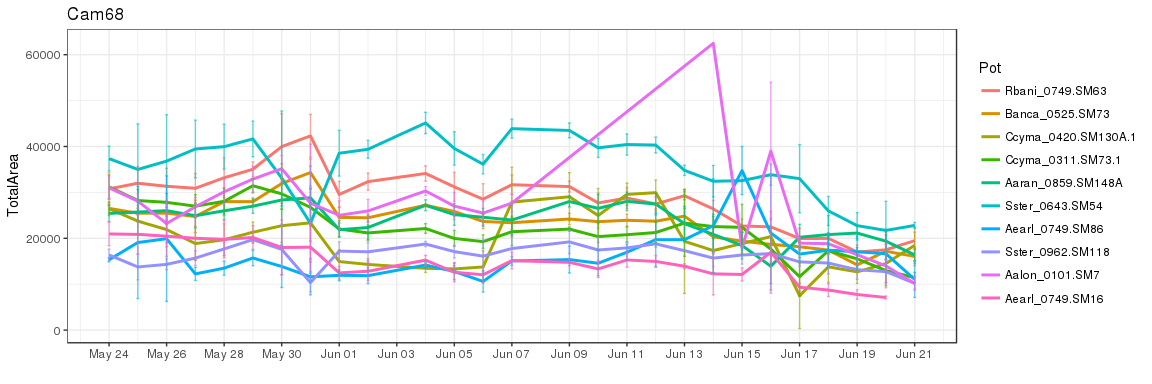 Cam68
TotalArea
60000
40000
20000
0
May 24 May 26 May 28 May 30 Jun 01 Jun 03 Jun 05 Jun 07 Jun 09 Jun 11 Jun 13 Jun 15 Jun 17 Jun 19 Jun 21
Pot
Rbani_0749.SM63
Banca_0525.SM73
Ccyma_0420.SM130A.1
Ccyma_0311.SM73.1
Aaran_0859.SM148A
Sster_0643.SM54
Aearl_0749.SM86
Sster_0962.SM118
Aalon_0101.SM7
Aearl_0749.SM16